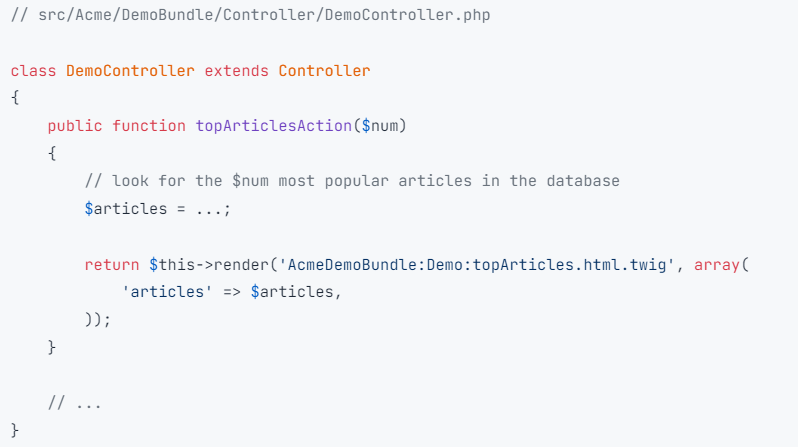 // src/Acme/DemoBundle/Controller/DemoController.php
class DemoController extends Controller
{
    public function topArticlesAction($num)
    {
        // look for the $num most popular articles in the database
        $articles = ...;
        return $this->render('AcmeDemoBundle:Demo:topArticles.html.twig', array(
            'articles' => $articles,
        ));
    }
    // ...
}